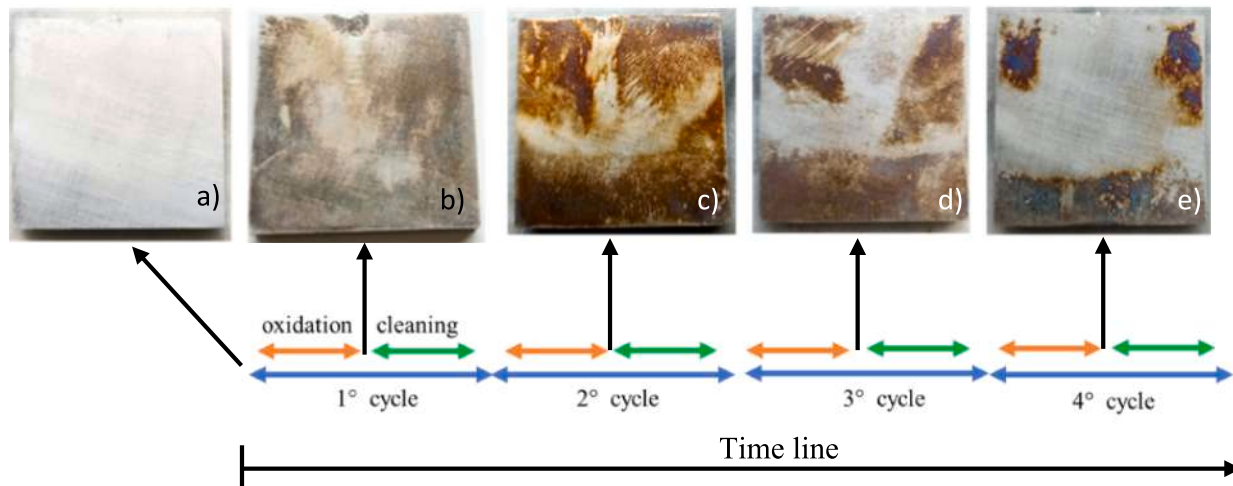 a)
b)
c)
d)
e)
oxidation cleaning
1° cycle
2° cycle
3° cycle
4° cycle
Time line